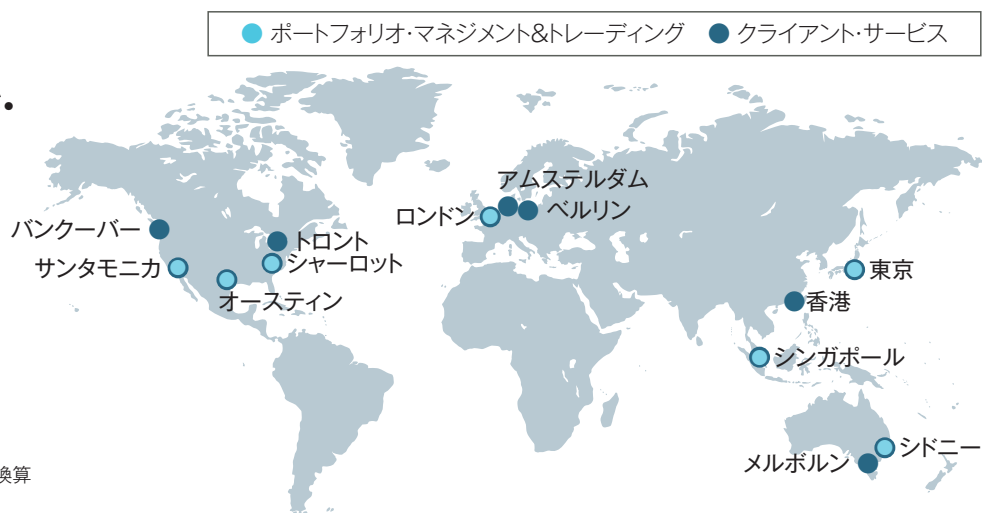 ポートフォリオ・マネジメント&トレーディング クライアント・サービス
アムステルダム
ロンドン
ベルリン
バンクーバー
トロント
サンタモニカ
シャーロット
オースティン
東京
香港
シンガポール
シドニー
メルボルン
換算